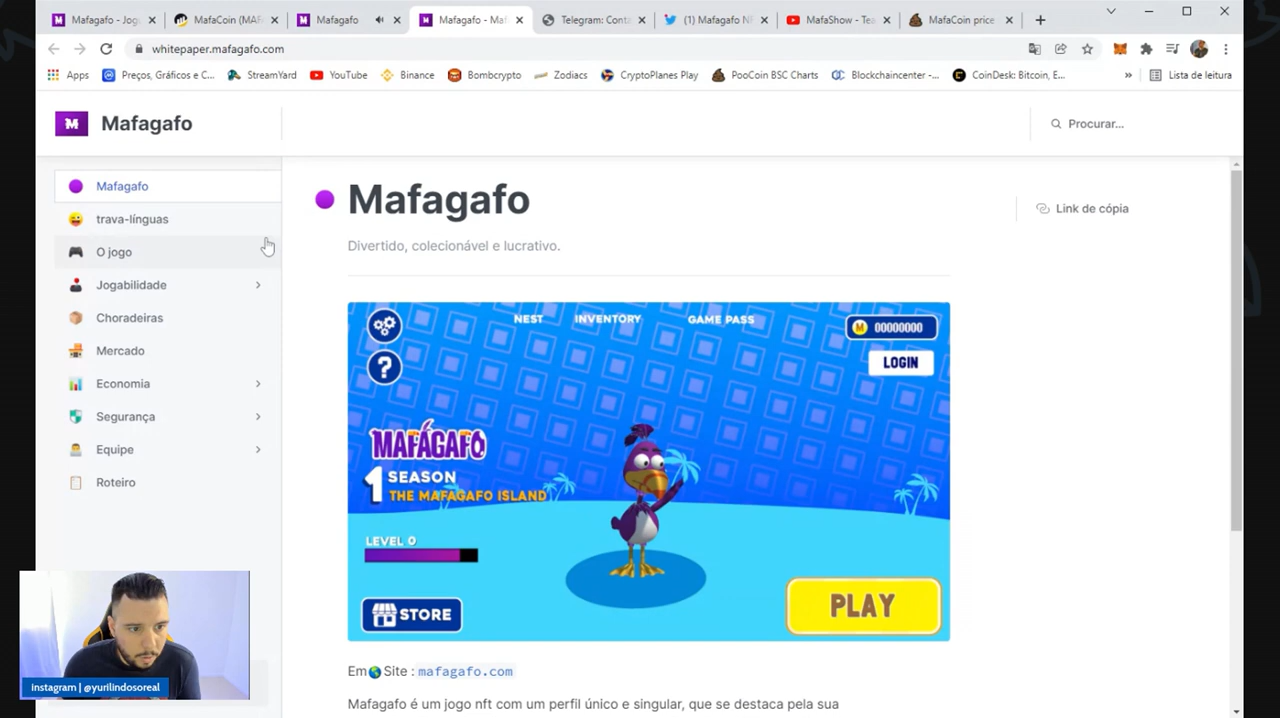 Mafagafo - Jog
MafaCoin (MAF
Mafagafo
Mafagafo - Maf
Telegram: Conta
(1) Mafagafo N
MafaShow - Tea
MafaCoin price
whitepaper.mafagafo.com
Apps
Preços, Gráficos e C...
StreamYard
YouTube
Binance
Bombcrypto
Zodiacs
CryptoPlanes Play
PooCoin BSC Charts
Blockchaincenter -...
CoinDesk: Bitcoin, E...
»
Lista de leitura
M
Mafagafo
Procurar...
Mafagafo
trava-línguas
O jogo
Jogabilidade
Choradeiras
Mercado
Economia
Segurança
Equipe
Roteiro
Mafagafo
Link de cópia
Divertido, colecionável e lucrativo.
NEST
INVENTORY
GAME PASS
M 00000000
?
LOGIN
MAFÁGAFO
1 SEASON
THE MAFAGAFO ISLAND
LEVEL 0
STORE
PLAY
Em Site : mafagafo.com
Mafagafo é um jogo nft com um perfil único e singular, que se destaca pela sua
instagram | @yurilindosoreal